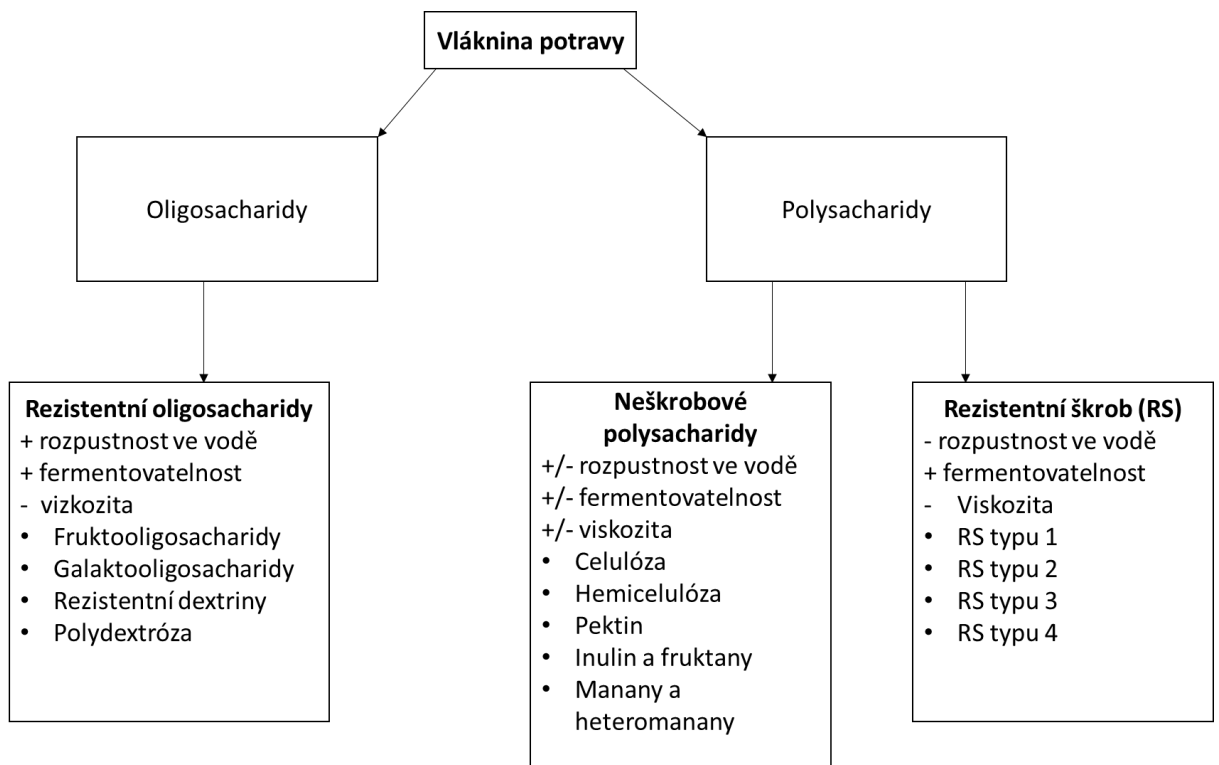 Vláknina potravy
Oligosacharidy
Polysacharidy
Rezistentní oligosacharidy
+ rozpustnost ve vodě
+ fermentovatelnost
- vizkozita
• Fruktooligosacharidy
• Galaktooligosacharidy
• Rezistentní dextriny
• Polydextróza
Neškrobové
polysacharidy
+/- rozpustnost ve vodě
+/- fermentovatelnost
+/- viskozita
• Celulóza
• Hemicelulóza
• Pektin
• Inulin a fruktany
• Manany a
heteromanany
Rezistentní škrob (RS)
- rozpustnost ve vodě
+ fermentovatelnost
- Viskozita
• RS typu 1
• RS typu 2
• RS typu 3
• RS typu 4